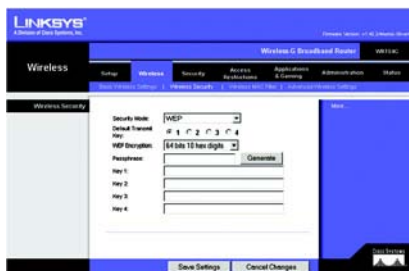 LINKSYS®
A Division of Cisco Systems, Inc.
Wireless-G Broadband Router
Wireless
Setup
Wireless
Security
Access Restrictions
Applications & Gaming
Administration
Status
Basic Wireless Settings | Wireless Security | Wireless MAC Filter | Advanced Wireless Settings
Wireless Security
Security Mode: WEP
Default Transmit Key: 1 2 3 4
WEP Encryption: 64 bits 10 hex digits
Passphrase: Generate
Key 1:
Key 2:
Key 3:
Key 4:
More...
Save Settings
Cancel Changes
Cisco Systems